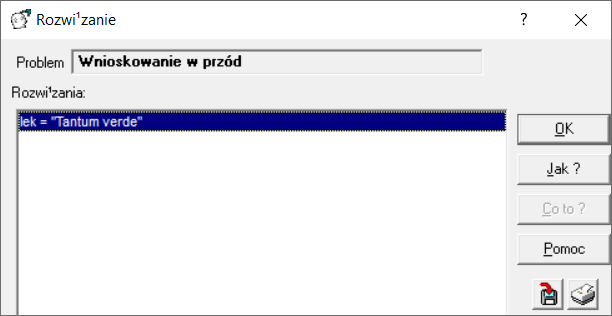 Rozwi¹zanie
Problem Wnioskowanie w przód
Rozwi¹zania:
lek = "Tantum verde"
OK
Jak ?
Co to ?
Pomoc